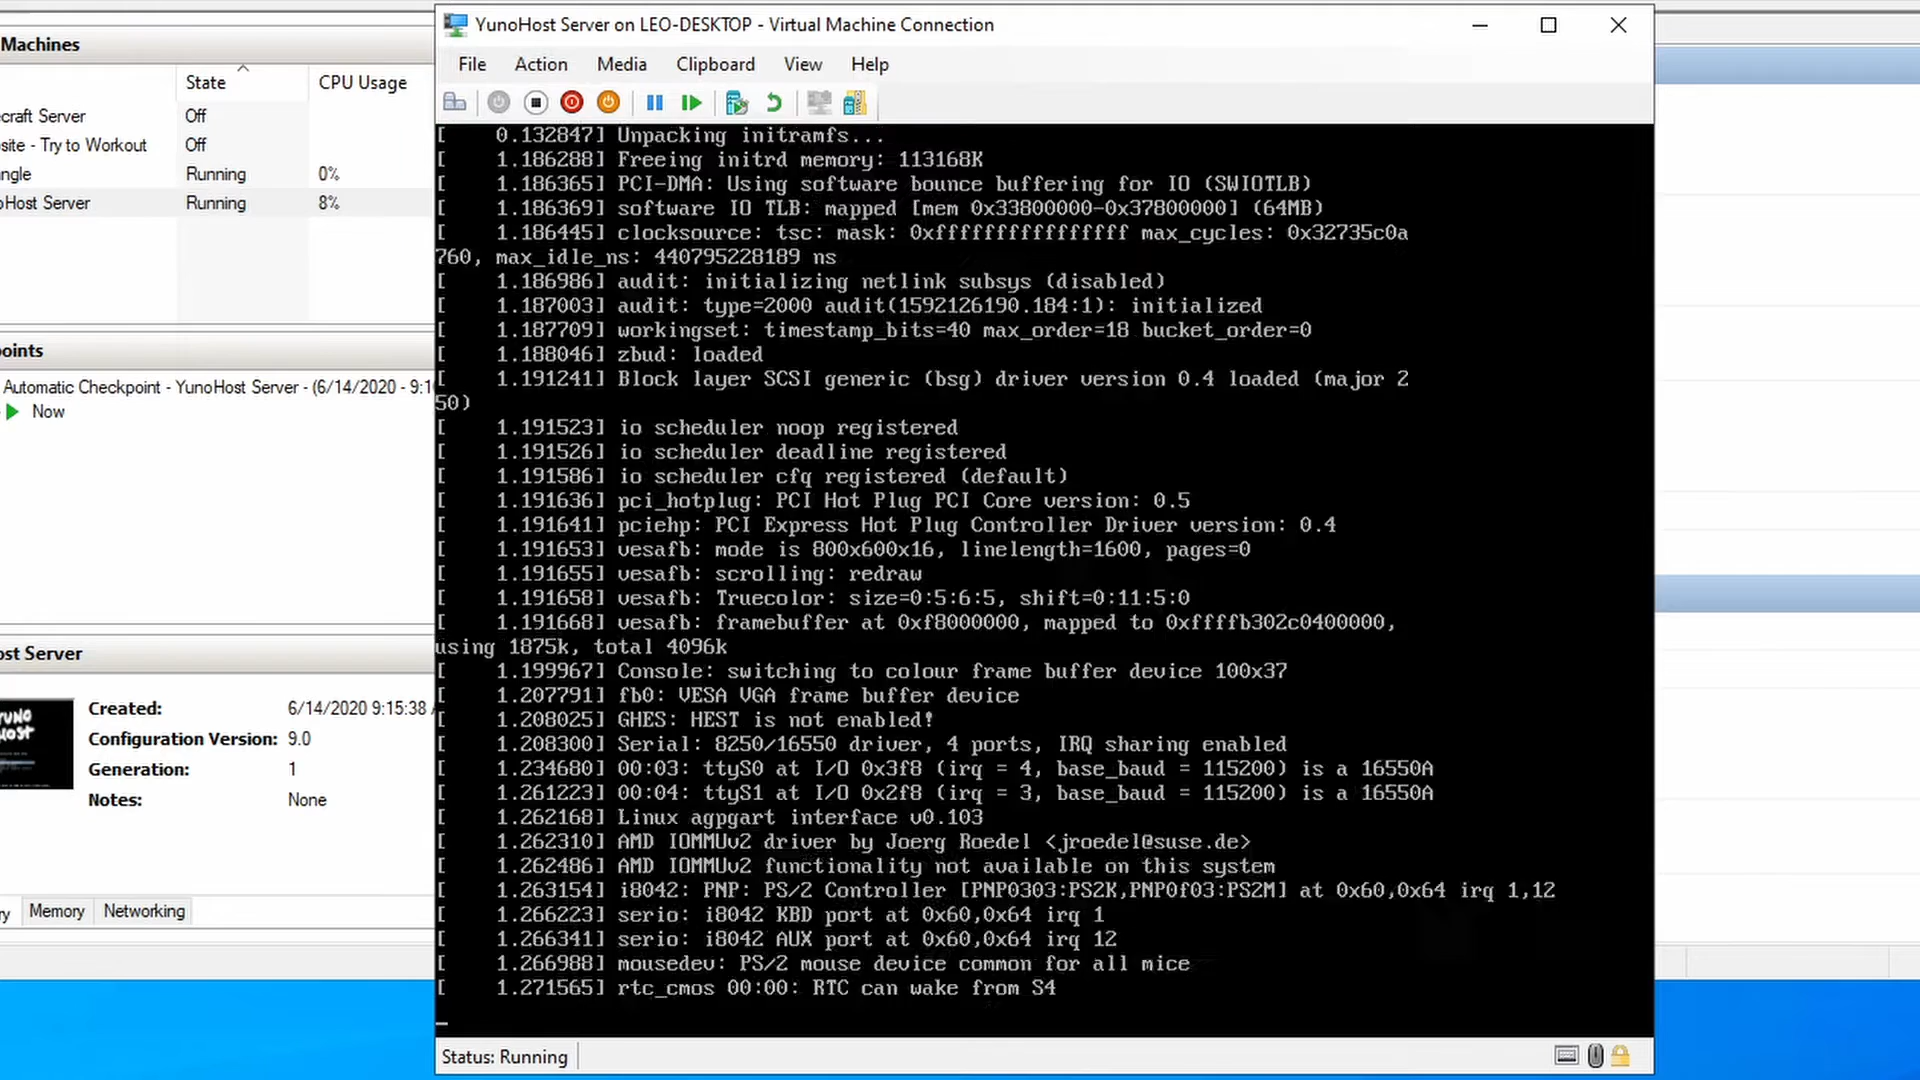 Machines
State
CPU Usage
craft Server
Off
site - Try to Workout
Off
ngle
Running
0%
oHost Server
Running
8%
points
Automatic Checkpoint - YunoHost Server - (6/14/2020 - 9:1
Now
ost Server
YUNO
HOST
Created:
6/14/2020 9:15:38
Configuration Version:
9.0
Generation:
1
Notes:
None
ry
Memory
Networking
YunoHost Server on LEO-DESKTOP - Virtual Machine Connection
File
Action
Media
Clipboard
View
Help
[    0.132847] Unpacking initramfs...
[    1.186288] Freeing initrd memory: 113168K
[    1.186365] PCI-DMA: Using software bounce buffering for IO (SWIOTLB)
[    1.186369] software IO TLB: mapped [mem 0x33800000-0x37800000] (64MB)
[    1.186445] clocksource: tsc: mask: 0xffffffffffffffff max_cycles: 0x32735c0a
760, max_idle_ns: 440795228189 ns
[    1.186986] audit: initializing netlink subsys (disabled)
[    1.187003] audit: type=2000 audit(1592126190.184:1): initialized
[    1.187709] workingset: timestamp_bits=40 max_order=18 bucket_order=0
[    1.188046] zbud: loaded
[    1.191241] Block layer SCSI generic (bsg) driver version 0.4 loaded (major 2
50)
[    1.191523] io scheduler noop registered
[    1.191526] io scheduler deadline registered
[    1.191586] io scheduler cfq registered (default)
[    1.191636] pci_hotplug: PCI Hot Plug PCI Core version: 0.5
[    1.191641] pciehp: PCI Express Hot Plug Controller Driver version: 0.4
[    1.191653] vesafb: mode is 800x600x16, linelength=1600, pages=0
[    1.191655] vesafb: scrolling: redraw
[    1.191658] vesafb: Truecolor: size=0:5:6:5, shift=0:11:5:0
[    1.191668] vesafb: framebuffer at 0xf8000000, mapped to 0xffffb302c0400000,
using 1875k, total 4096k
[    1.199967] Console: switching to colour frame buffer device 100x37
[    1.207791] fb0: VESA VGA frame buffer device
[    1.208025] GHES: HEST is not enabled!
[    1.208300] Serial: 8250/16550 driver, 4 ports, IRQ sharing enabled
[    1.234680] 00:03: ttyS0 at I/O 0x3f8 (irq = 4, base_baud = 115200) is a 16550A
[    1.261223] 00:04: ttyS1 at I/O 0x2f8 (irq = 3, base_baud = 115200) is a 16550A
[    1.262168] Linux agpgart interface v0.103
[    1.262310] AMD IOMMUv2 driver by Joerg Roedel <jroedel@suse.de>
[    1.262486] AMD IOMMUv2 functionality not available on this system
[    1.263154] i8042: PNP: PS/2 Controller [PNP0303:PS2K,PNP0f03:PS2M] at 0x60,0x64 irq 1,12
[    1.266223] serio: i8042 KBD port at 0x60,0x64 irq 1
[    1.266341] serio: i8042 AUX port at 0x60,0x64 irq 12
[    1.266988] mousedev: PS/2 mouse device common for all mice
[    1.271565] rtc_cmos 00:00: RTC can wake from S4
Status: Running